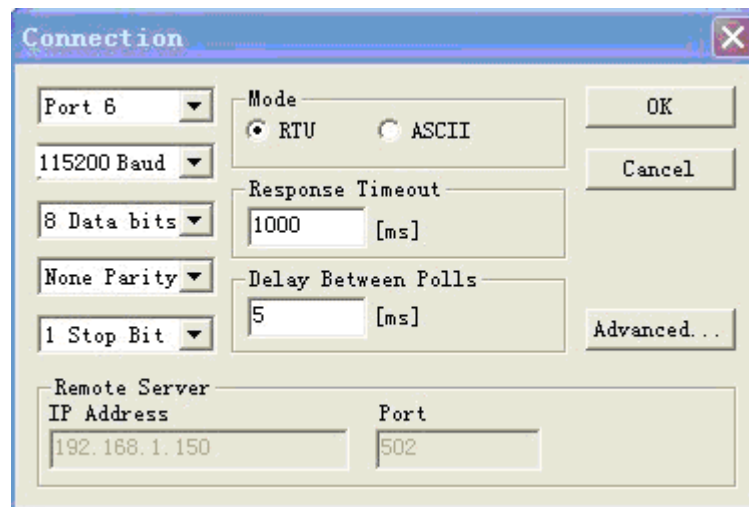 Connection
Port 6
115200 Baud
8 Data bits
None Parity
1 Stop Bit
Mode
RTU
ASCII
Response Timeout
1000
[ms]
Delay Between Polls
5
[ms]
OK
Cancel
Advanced...
Remote Server
IP Address
192.168.1.150
Port
502